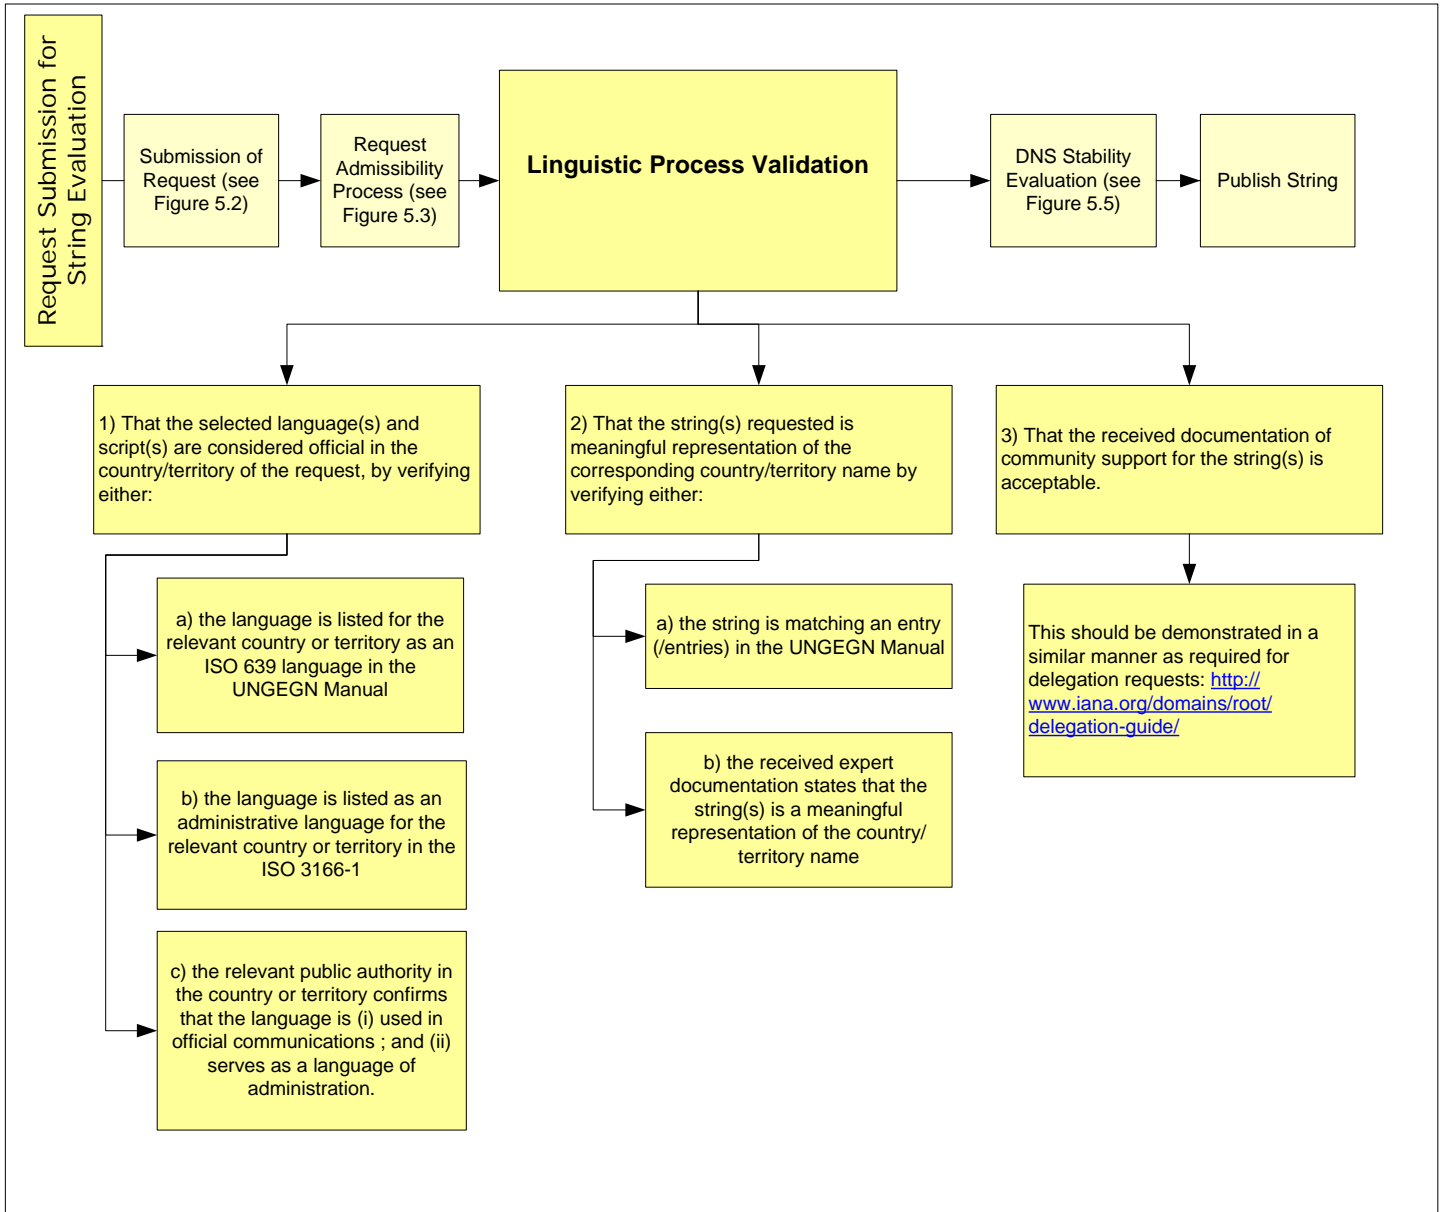 Request Submission for
String Evaluation
Submission of
Request (see
Figure 5.2)
Request
Admissibility
Process (see
Figure 5.3)
Linguistic Process Validation
DNS Stability
Evaluation (see
Figure 5.5)
Publish String
1) That the selected language(s) and
script(s) are considered official in the
country/territory of the request, by verifying
either:
a) the language is listed for the
relevant country or territory as an
ISO 639 language in the
UNGEGN Manual
b) the language is listed as an
administrative language for the
relevant country or territory in the
ISO 3166-1
c) the relevant public authority in
the country or territory confirms
that the language is (i) used in
official communications ; and (ii)
serves as a language of
administration.
2) That the string(s) requested is
meaningful representation of the
corresponding country/territory name by
verifying either:
a) the string is matching an entry
(/entries) in the UNGEGN Manual
b) the received expert
documentation states that the
string(s) is a meaningful
representation of the country/
territory name
3) That the received documentation of
community support for the string(s) is
acceptable.
This should be demonstrated in a
similar manner as required for
delegation requests: http://
www.iana.org/domains/root/
delegation-guide/